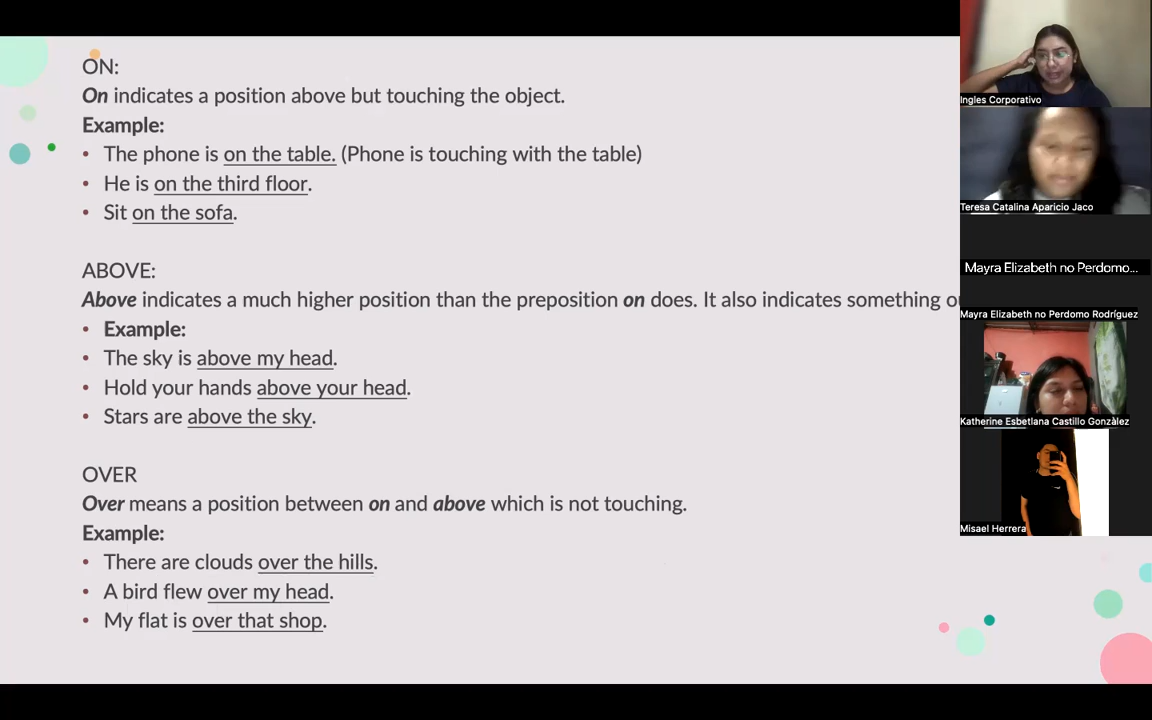 ON:
On indicates a position above but touching the object.
Example:
• The phone is on the table. (Phone is touching with the table)
• He is on the third floor.
• Sit on the sofa.
ABOVE:
Above indicates a much higher position than the preposition on does. It also indicates something
• Example:
• The sky is above my head.
• Hold your hands above your head.
• Stars are above the sky.
OVER
Over means a position between on and above which is not touching.
Example:
• There are clouds over the hills.
• A bird flew over my head.
• My flat is over that shop.
Ingles Corporativo
Teresa Catalina Aparicio Jaco
Mayra Elizabeth no Perdomo...
Mayra Elizabeth no Perdomo Rodríguez
Katherine Esbetlana Castillo Gonzàlez
Misael Herrera